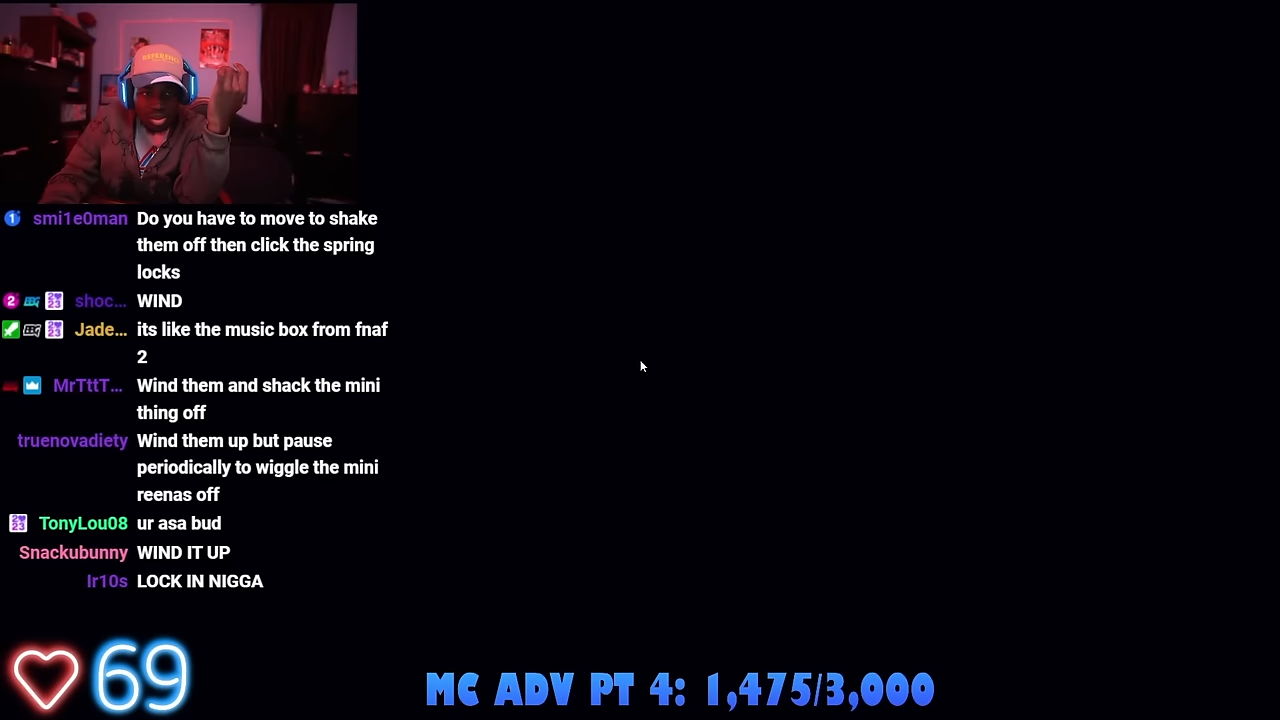 smi1e0man Do you have to move to shake
them off then click the spring
locks
shoc... WIND
Jade... its like the music box from fnaf
2
MrTttT... Wind them and shack the mini
thing off
truenovadiety Wind them up but pause
periodically to wiggle the mini
reenas off
TonyLou08 ur asa bud
Snackubunny WIND IT UP
Ir10s LOCK IN NIGGA
69
MC ADV PT 4: 1,475/3,000